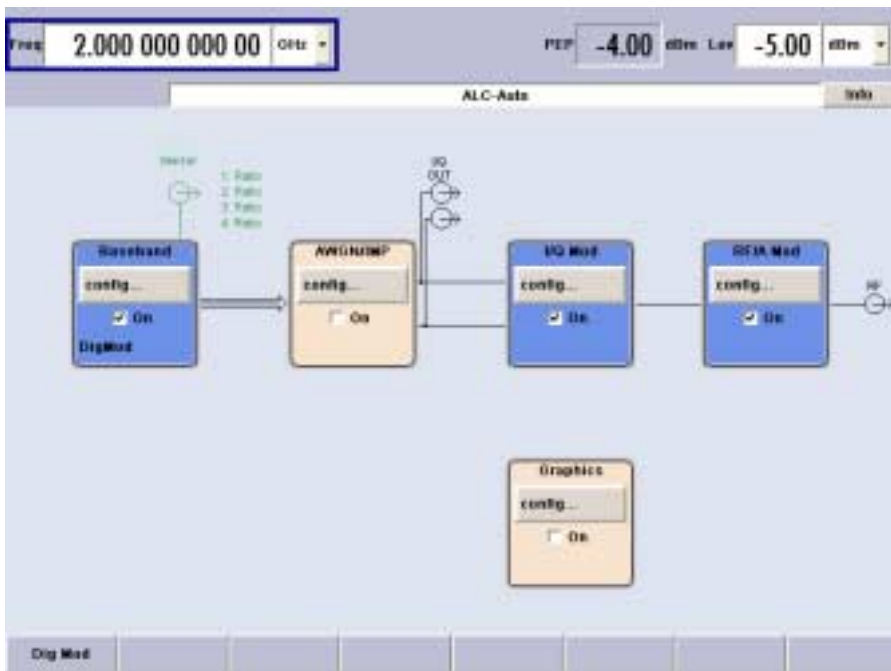 Freq 2.000 000 000 00 GHz PEP -4.00 dBm Lev -5.00 dBm
ALC-Auto Info
I/Q
OUT
Baseband
config...
On
DigMod
AWGN/IMP
config...
On
I/Q Mod
config...
On
RF/A Mod
config...
On
RF
Graphics
config...
On
Dig Mod